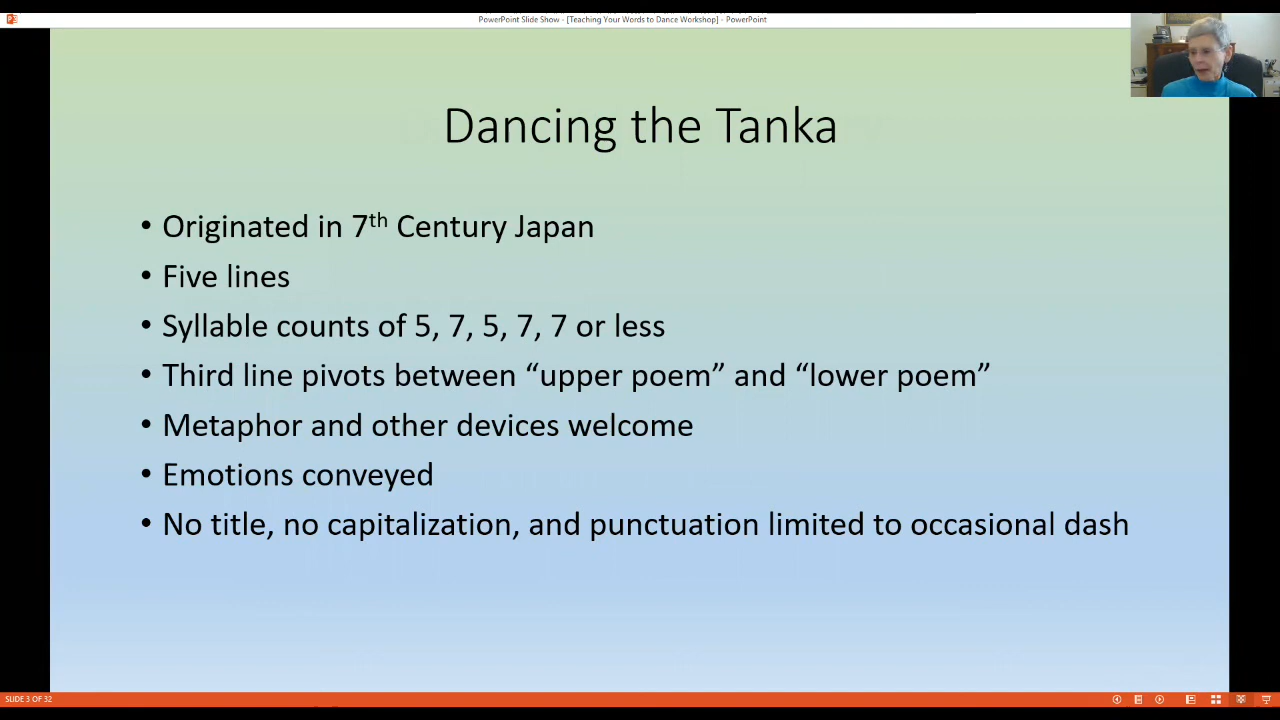 PowerPoint Slide Show - [Teaching Your Words to Dance Workshop] - PowerPoint
Dancing the Tanka
• Originated in 7th Century Japan
• Five lines
• Syllable counts of 5, 7, 5, 7, 7 or less
• Third line pivots between “upper poem” and “lower poem”
• Metaphor and other devices welcome
• Emotions conveyed
• No title, no capitalization, and punctuation limited to occasional dash
SLIDE 3 OF 32